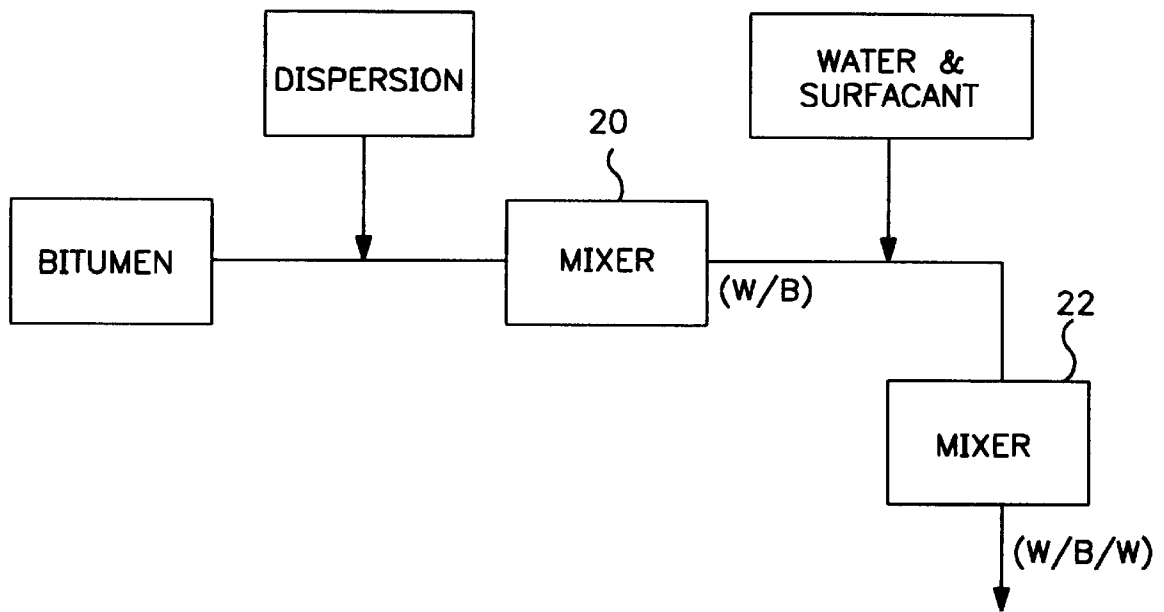 DISPERSION
WATER &
SURFACANT
20
BITUMEN
MIXER
(W/B)
22
MIXER
(W/B/W)